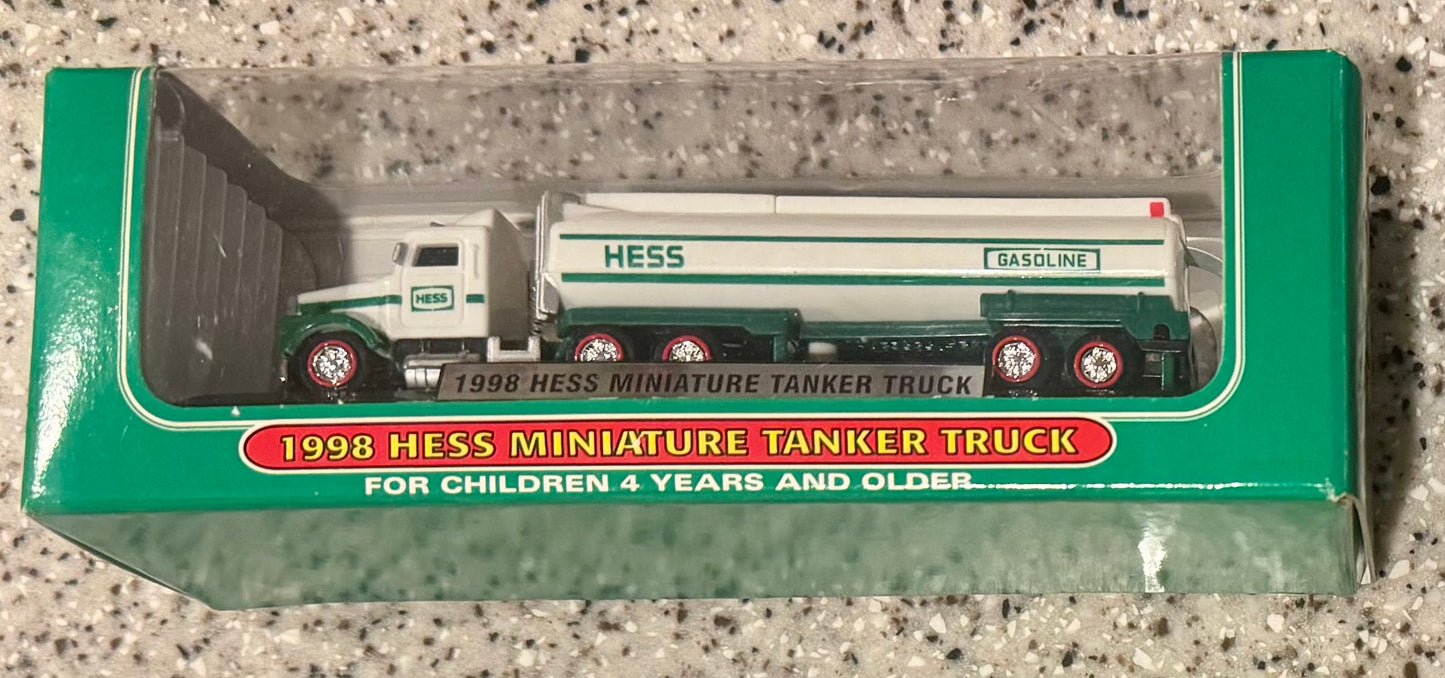 HESS
GASOLINE
HESS
1998 HESS MINIATURE TANKER TRUCK
1998 HESS MINIATURE TANKER TRUCK
FOR CHILDREN 4 YEARS AND OLDER